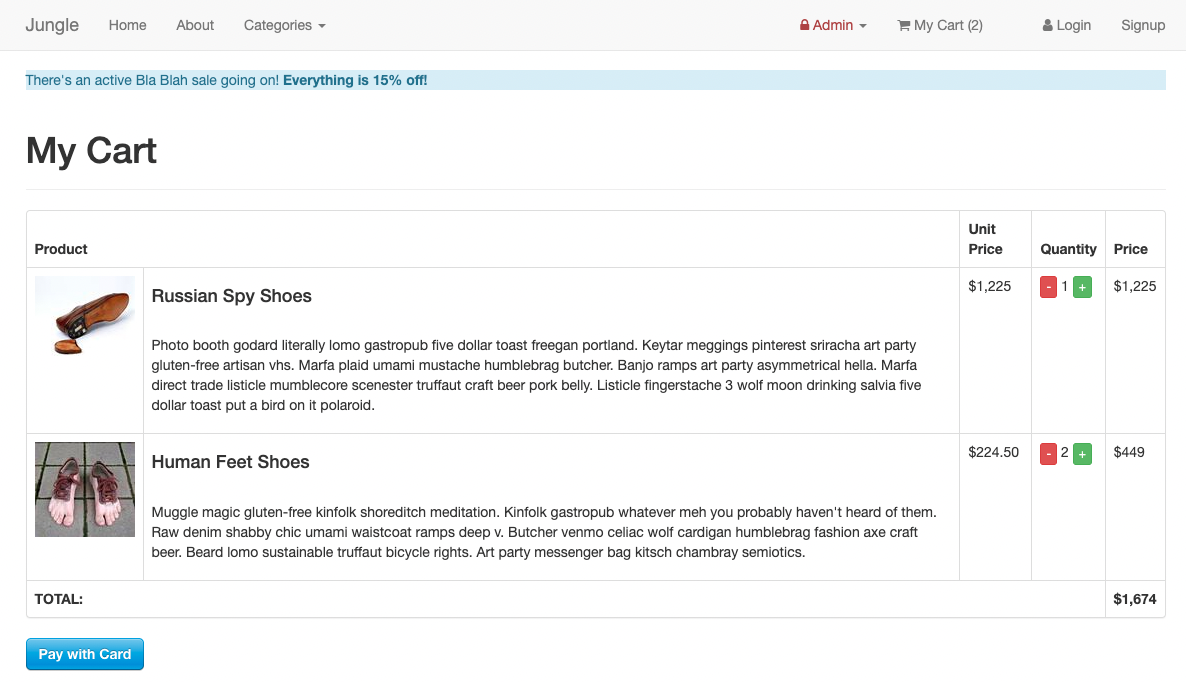 Jungle Home About Categories Admin My Cart (2) Login Signup
There's an active Bla Blah sale going on! Everything is 15% off!
My Cart
Product Unit Price Quantity Price
Russian Spy Shoes $1,225 - 1 + $1,225
Photo booth godard literally lomo gastropub five dollar toast freegan portland. Keytar meggings pinterest sriracha art party
gluten-free artisan vhs. Marfa plaid umami mustache humblebrag butcher. Banjo ramps art party asymmetrical hella. Marfa
direct trade listicle mumblecore scenester truffaut craft beer pork belly. Listicle fingerstache 3 wolf moon drinking salvia five
dollar toast put a bird on it polaroid.
Human Feet Shoes $224.50 - 2 + $449
Muggle magic gluten-free kinfolk shoreditch meditation. Kinfolk gastropub whatever meh you probably haven't heard of them.
Raw denim shabby chic umami waistcoat ramps deep v. Butcher venmo celiac wolf cardigan humblebrag fashion axe craft
beer. Beard lomo sustainable truffaut bicycle rights. Art party messenger bag kitsch chambray semiotics.
TOTAL: $1,674
Pay with Card